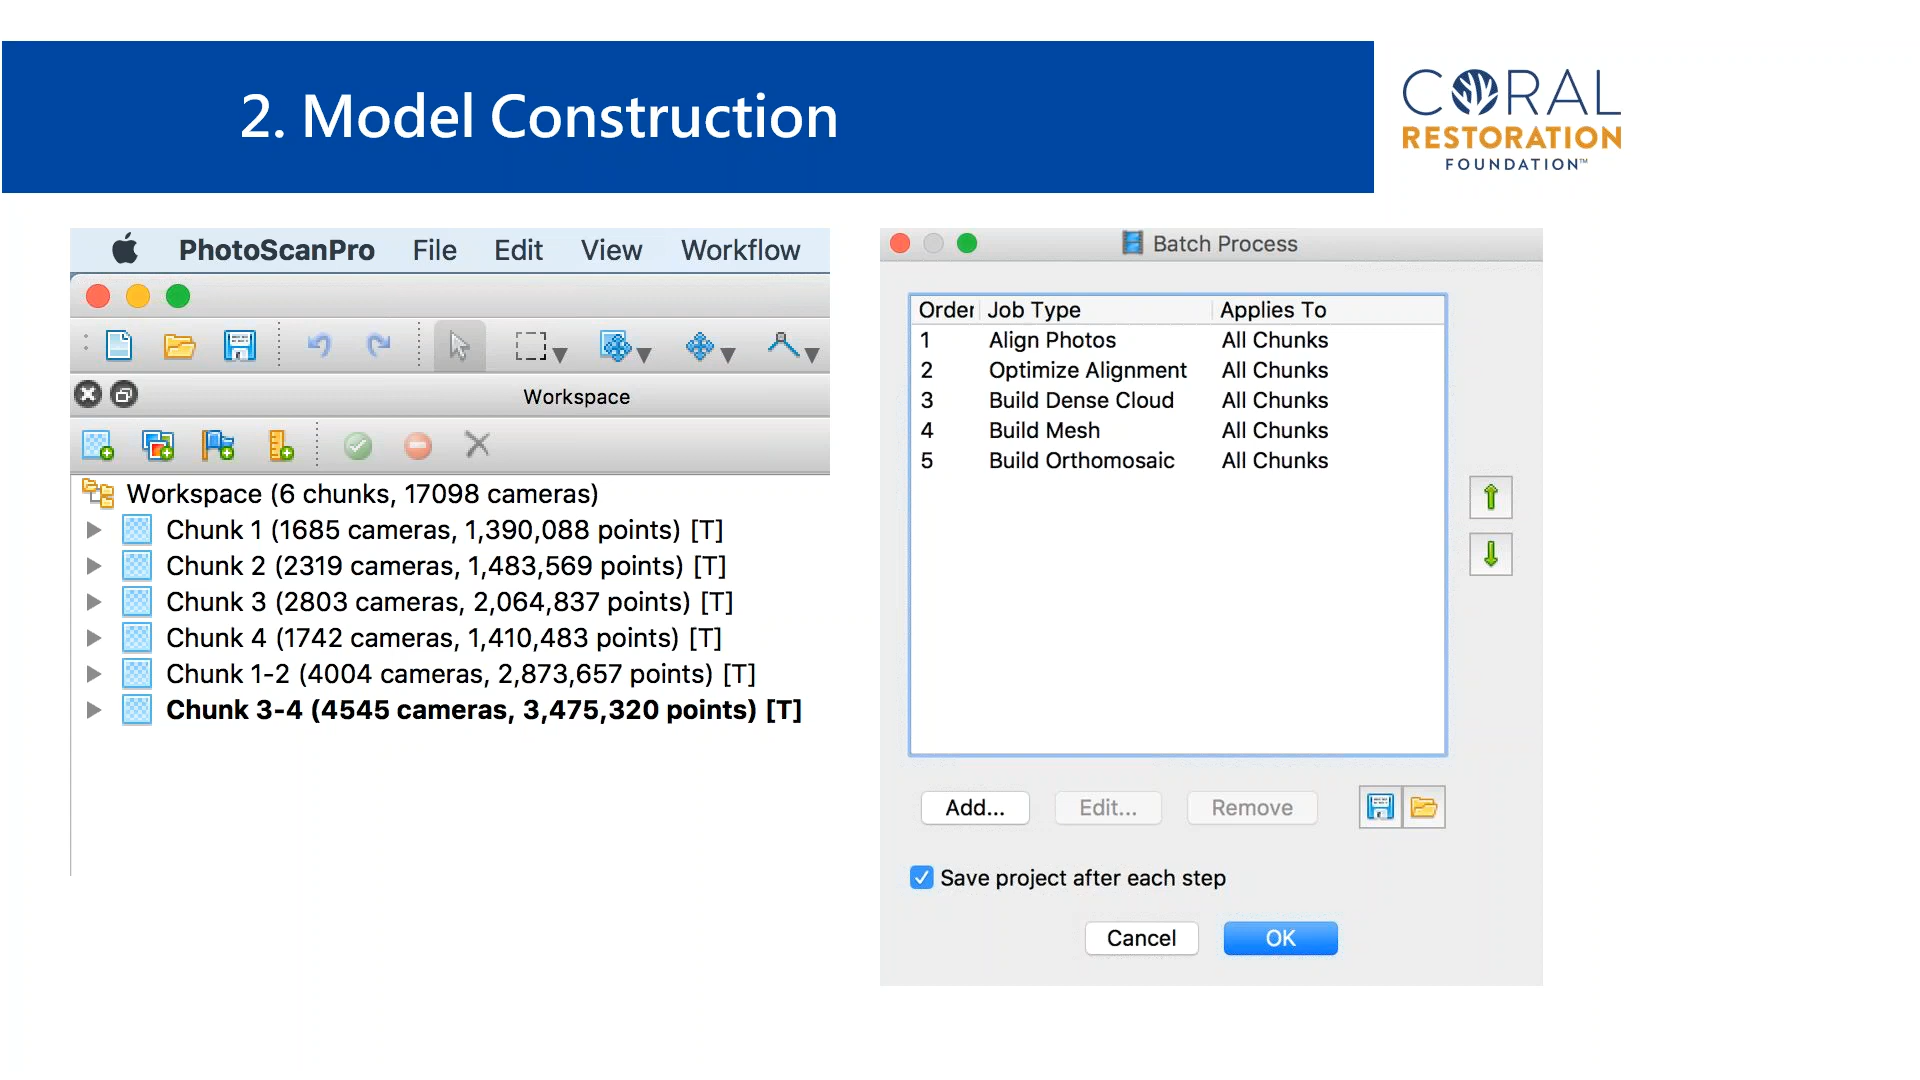 2. Model Construction
CORAL
RESTORATION
FOUNDATION™
PhotoScanPro File Edit View Workflow
Workspace
Workspace (6 chunks, 17098 cameras)
Chunk 1 (1685 cameras, 1,390,088 points) [T]
Chunk 2 (2319 cameras, 1,483,569 points) [T]
Chunk 3 (2803 cameras, 2,064,837 points) [T]
Chunk 4 (1742 cameras, 1,410,483 points) [T]
Chunk 1-2 (4004 cameras, 2,873,657 points) [T]
Chunk 3-4 (4545 cameras, 3,475,320 points) [T]
Batch Process
Order Job Type Applies To
1 Align Photos All Chunks
2 Optimize Alignment All Chunks
3 Build Dense Cloud All Chunks
4 Build Mesh All Chunks
5 Build Orthomosaic All Chunks
Add... Edit... Remove
Save project after each step
Cancel OK